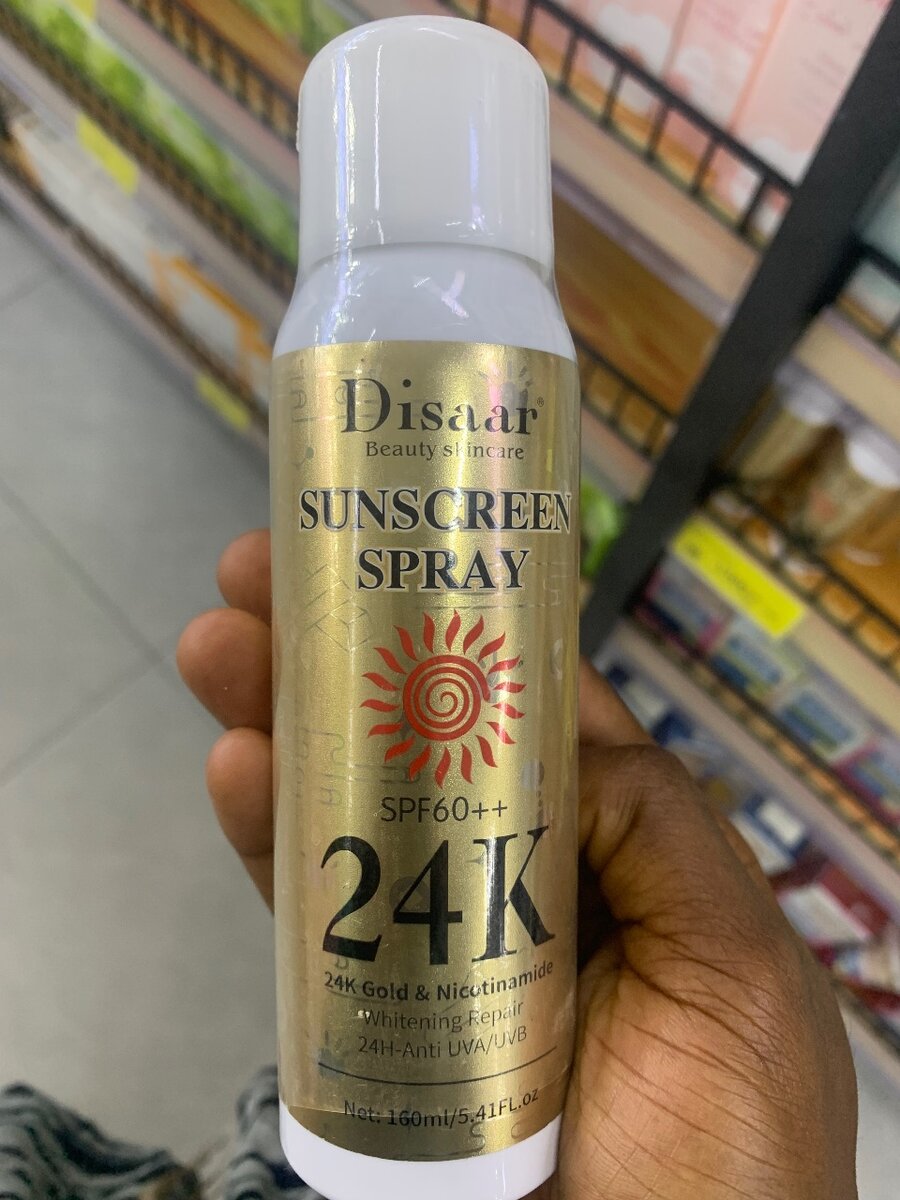 Disaar®
Beauty skincare
SUNSCREEN
SPRAY
SPF60++
24K
24K Gold & Nicotinamide
Whitening Repair
24H-Anti UVA/UVB
Net: 160ml/5.41FL.oz